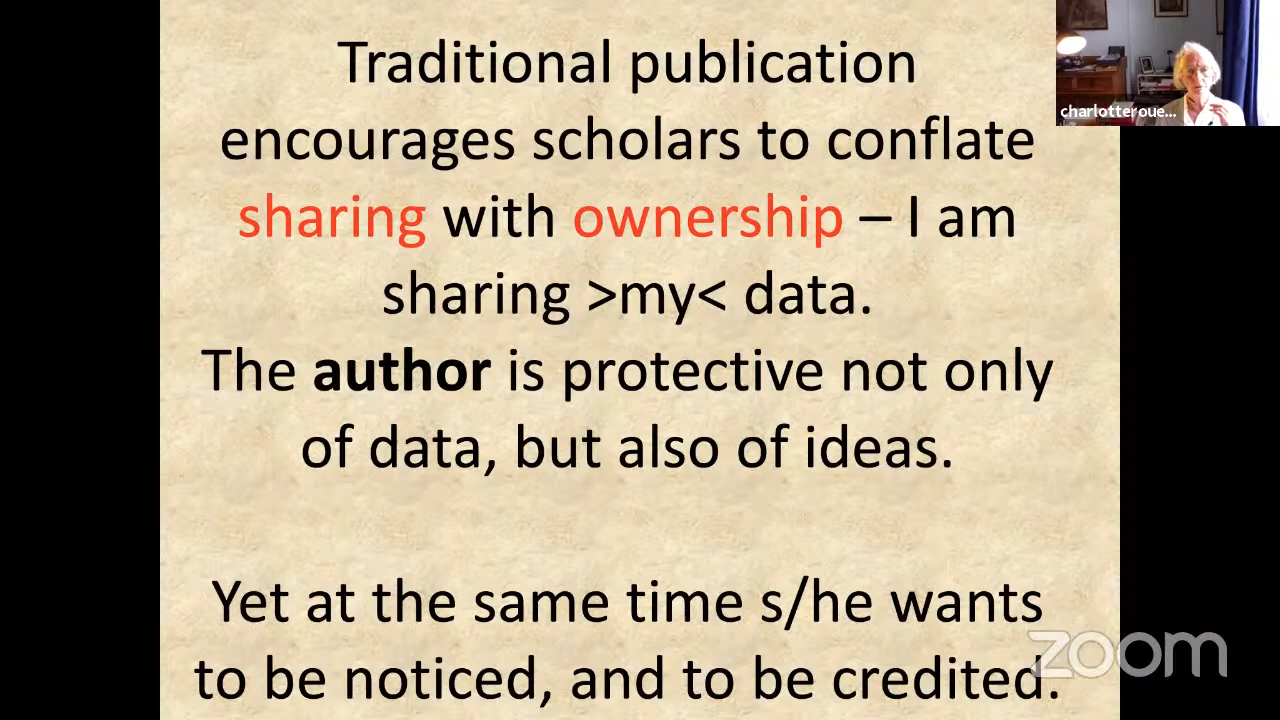 Traditional publication
encourages scholars to conflate
sharing with ownership – I am
sharing >my< data.
The author is protective not only
of data, but also of ideas.
Yet at the same time s/he wants
to be noticed, and to be credited.
charlotteroue...
zoom